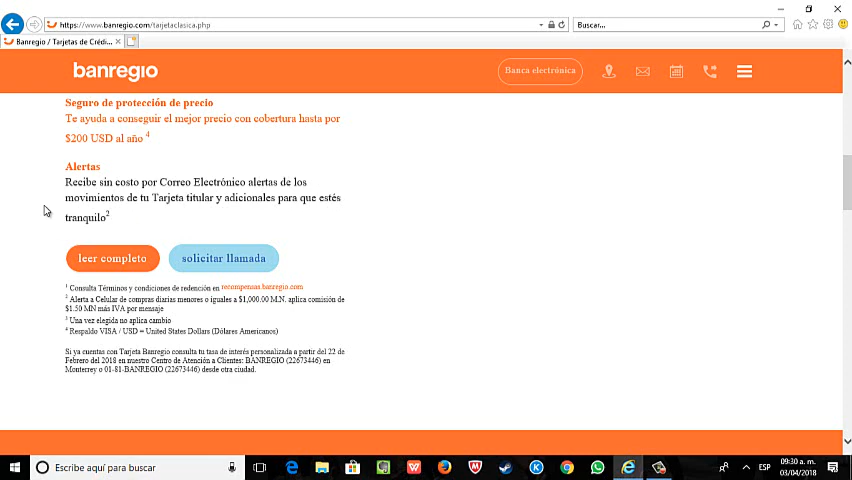 https://www.banregio.com/tarjetaclasica.php
Buscar...
Banregio / Tarjetas de Crédi...
banregio
Banca electrónica
Seguro de protección de precio
Te ayuda a conseguir el mejor precio con cobertura hasta por
$200 USD al año 4
Alertas
Recibe sin costo por Correo Electrónico alertas de los
movimientos de tu Tarjeta titular y adicionales para que estés
tranquilo2
leer completo
solicitar llamada
1 Consulta Términos y condiciones de redención en recompensas.banregio.com
2 Alerta a Celular de compras diarias menores o iguales a $1,000.00 M.N. aplica comisión de
$1.50 MN más IVA por mensaje
3 Una vez elegida no aplica cambio
4 Respaldo VISA / USD = United States Dollars (Dólares Americanos)
Si ya cuentas con Tarjeta Banregio consulta tu tasa de interés personalizada a partir del 22 de
Febrero del 2018 en nuestro Centro de Atención a Clientes: BANREGIO (22673446) en
Monterrey o 01-81-BANREGIO (22673446) desde otra ciudad.
Escribe aquí para buscar
ESP
09:30 a. m.
03/04/2018